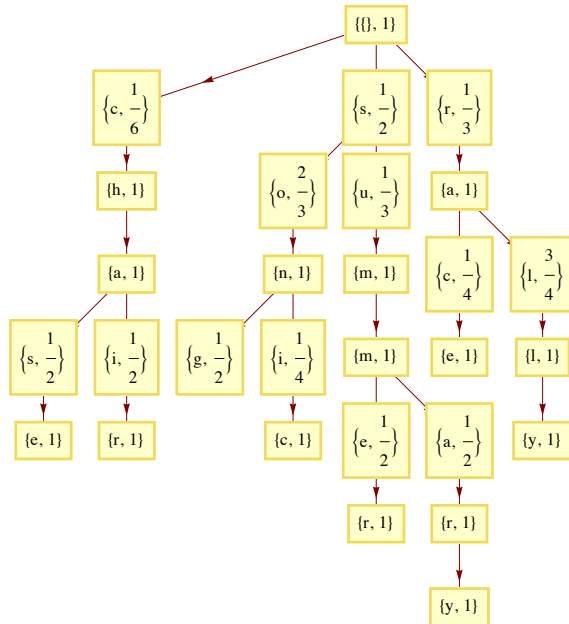 {{}, 1}
{c, 1/6} {s, 1/2} {r, 1/3}
{h, 1} {o, 2/3} {u, 1/3} {a, 1}
{a, 1} {n, 1} {m, 1} {c, 1/4} {l, 3/4}
{s, 1/2} {i, 1/2} {g, 1/2} {i, 1/4} {m, 1} {e, 1} {l, 1}
{e, 1} {r, 1} {c, 1} {e, 1/2} {a, 1/2} {y, 1}
{r, 1} {r, 1}
{y, 1}